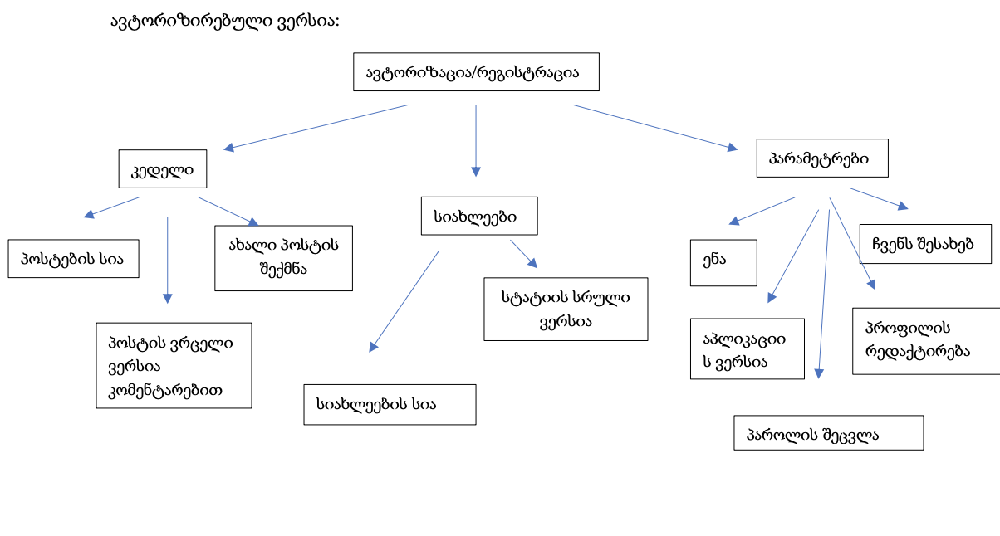 ავტორიზირებული ვერსია:
ავტორიზაცია/რეგისტრაცია
კედელი
სიახლეები
პარამეტრები
პოსტების სია
ახალი პოსტის
შექმნა
პოსტის ვრცელი
ვერსია
კომენტარებით
სტატიის სრული
ვერსია
სიახლეების სია
ენა
ჩვენს შესახებ
აპლიკაციი
ს ვერსია
პროფილის
რედაქტირება
პაროლის შეცვლა